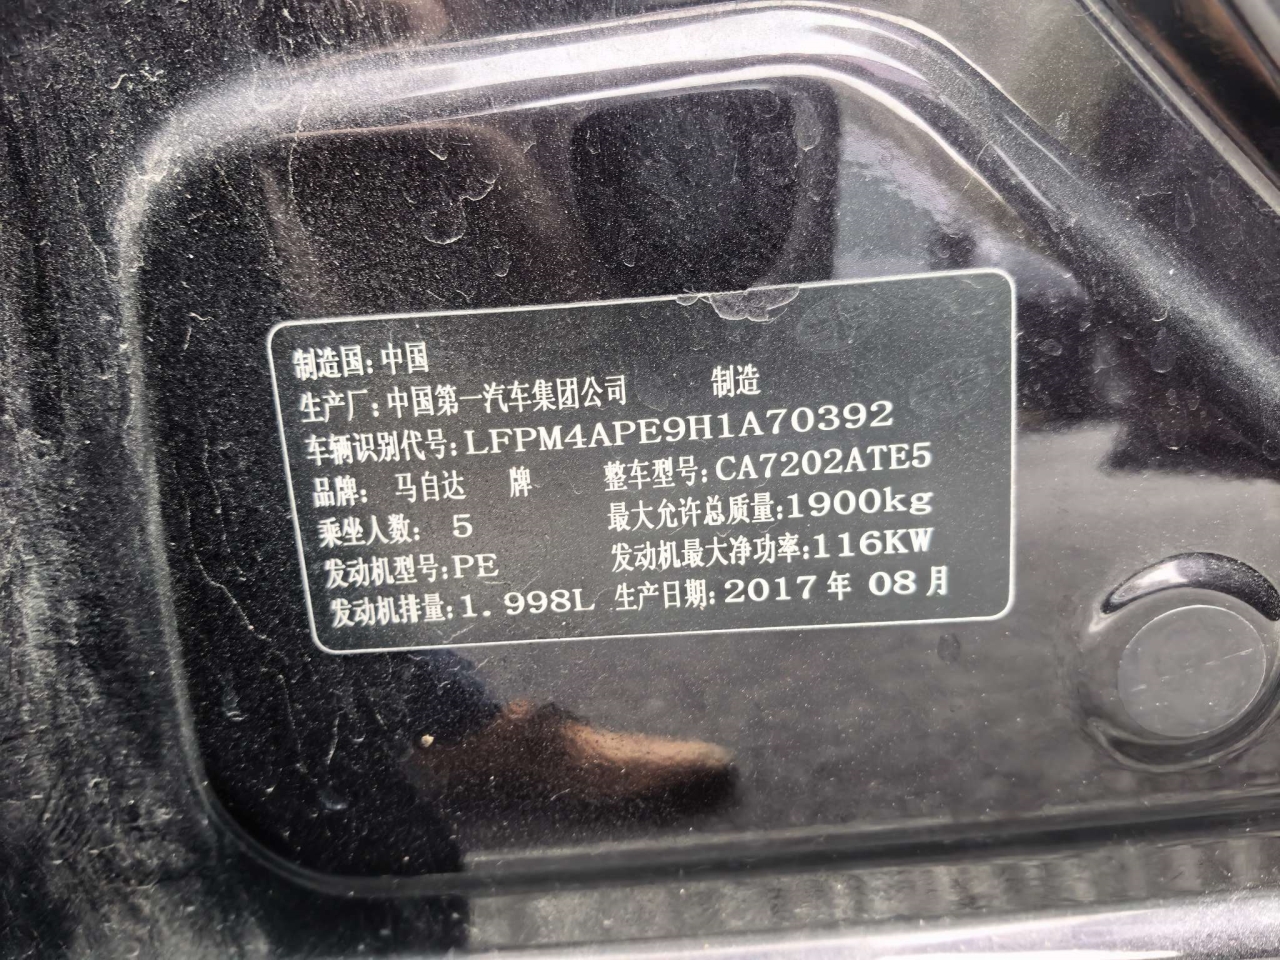 制造国:中国
生产厂:中国第一汽车集团公司 制造
车辆识别代号:LFPM4APE9H1A70392
品牌: 马自达 牌 整车型号:CA7202ATE5
乘坐人数: 5 最大允许总质量:1900kg
发动机型号:PE 发动机最大净功率:116KW
发动机排量:1.998L 生产日期:2017年 08月